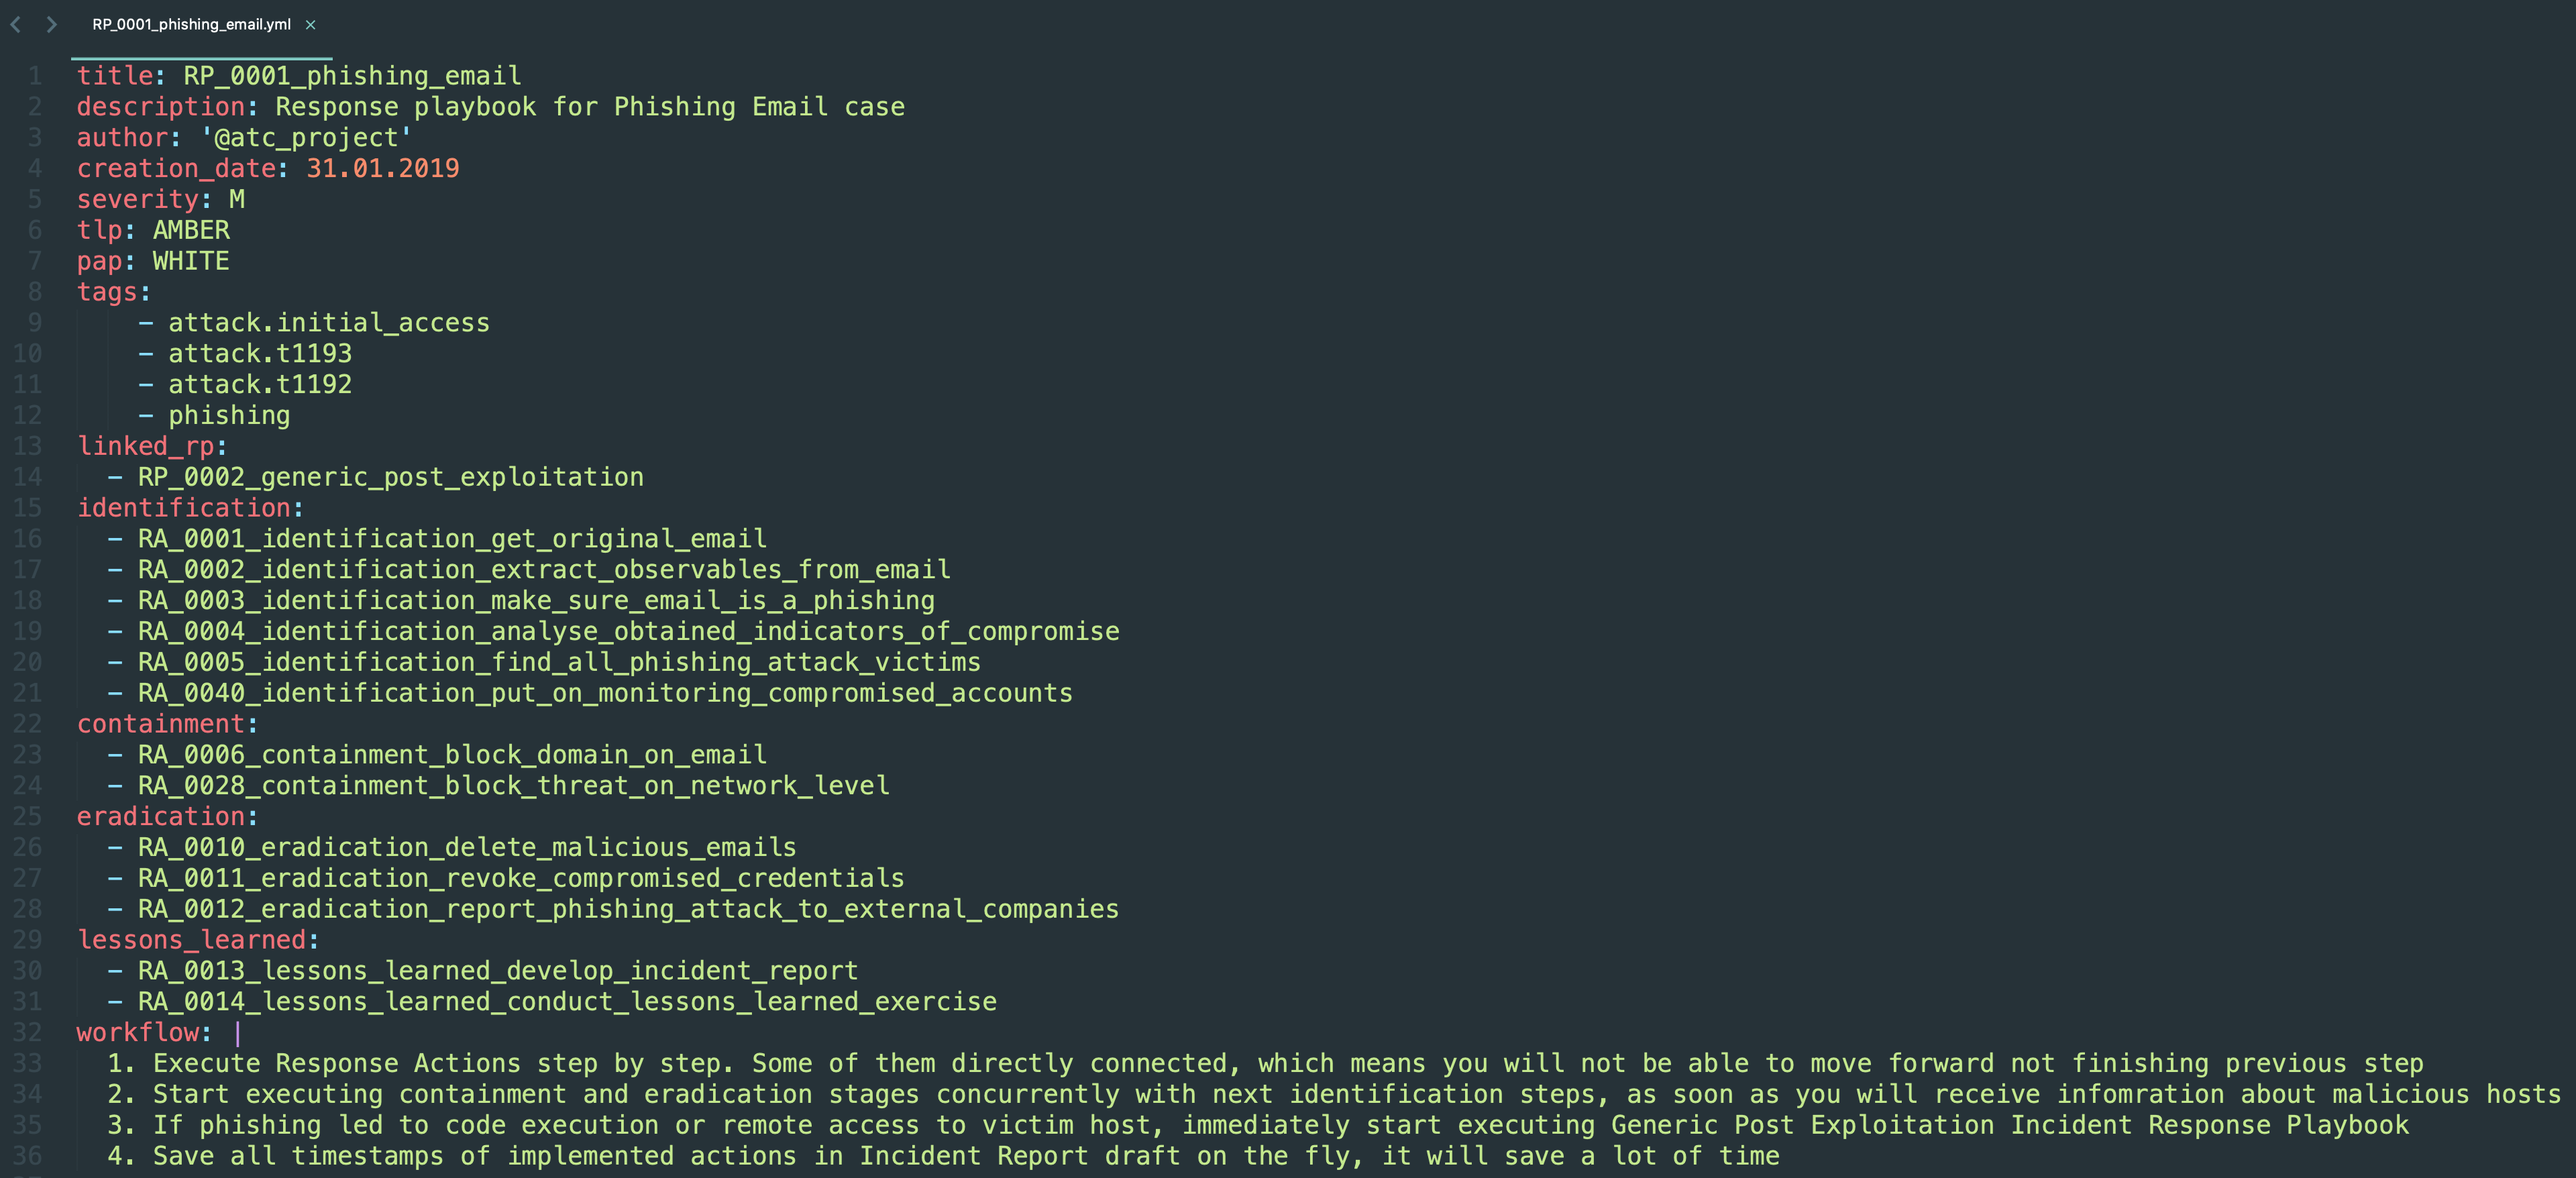 RP_0001_phishing_email.yml ×
1 title: RP_0001_phishing_email
2 description: Response playbook for Phishing Email case
3 author: '@atc_project'
4 creation_date: 31.01.2019
5 severity: M
6 tlp: AMBER
7 pap: WHITE
8 tags:
9     - attack.initial_access
10     - attack.t1193
11     - attack.t1192
12     - phishing
13 linked_rp:
14   - RP_0002_generic_post_exploitation
15 identification:
16   - RA_0001_identification_get_original_email
17   - RA_0002_identification_extract_observables_from_email
18   - RA_0003_identification_make_sure_email_is_a_phishing
19   - RA_0004_identification_analyse_obtained_indicators_of_compromise
20   - RA_0005_identification_find_all_phishing_attack_victims
21   - RA_0040_identification_put_on_monitoring_compromised_accounts
22 containment:
23   - RA_0006_containment_block_domain_on_email
24   - RA_0028_containment_block_threat_on_network_level
25 eradication:
26   - RA_0010_eradication_delete_malicious_emails
27   - RA_0011_eradication_revoke_compromised_credentials
28   - RA_0012_eradication_report_phishing_attack_to_external_companies
29 lessons_learned:
30   - RA_0013_lessons_learned_develop_incident_report
31   - RA_0014_lessons_learned_conduct_lessons_learned_exercise
32 workflow: |
33   1. Execute Response Actions step by step. Some of them directly connected, which means you will not be able to move forward not finishing previous step
34   2. Start executing containment and eradication stages concurrently with next identification steps, as soon as you will receive infomration about malicious hosts
35   3. If phishing led to code execution or remote access to victim host, immediately start executing Generic Post Exploitation Incident Response Playbook
36   4. Save all timestamps of implemented actions in Incident Report draft on the fly, it will save a lot of time